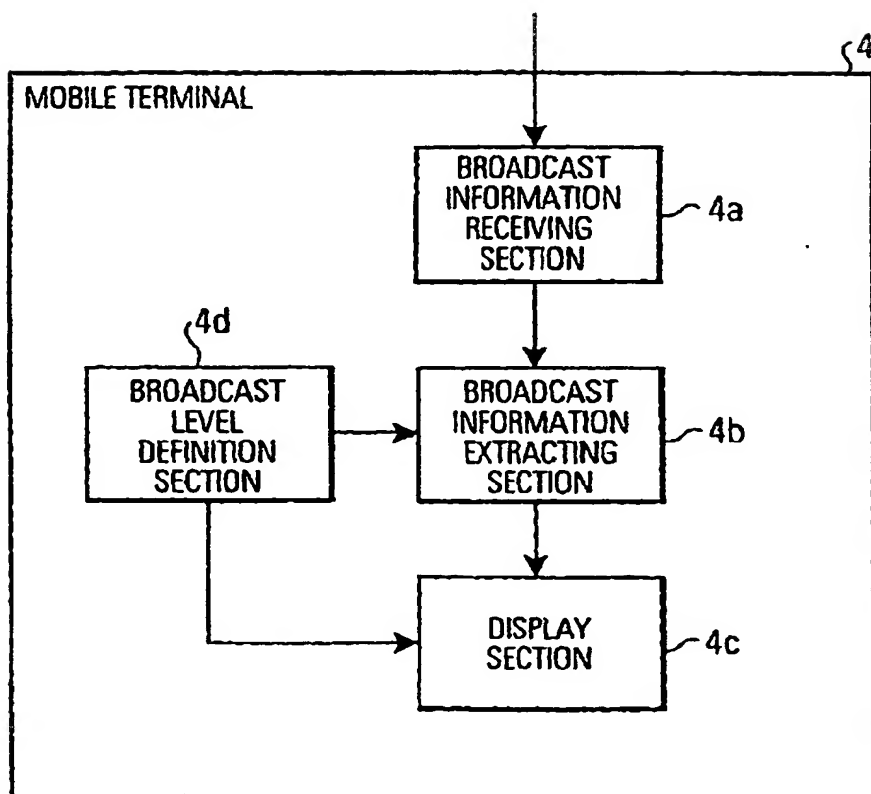 4
MOBILE TERMINAL
BROADCAST
INFORMATION
RECEIVING
SECTION
4a
4d
BROADCAST
LEVEL
DEFINITION
SECTION
BROADCAST
INFORMATION
EXTRACTING
SECTION
4b
DISPLAY
SECTION
4c